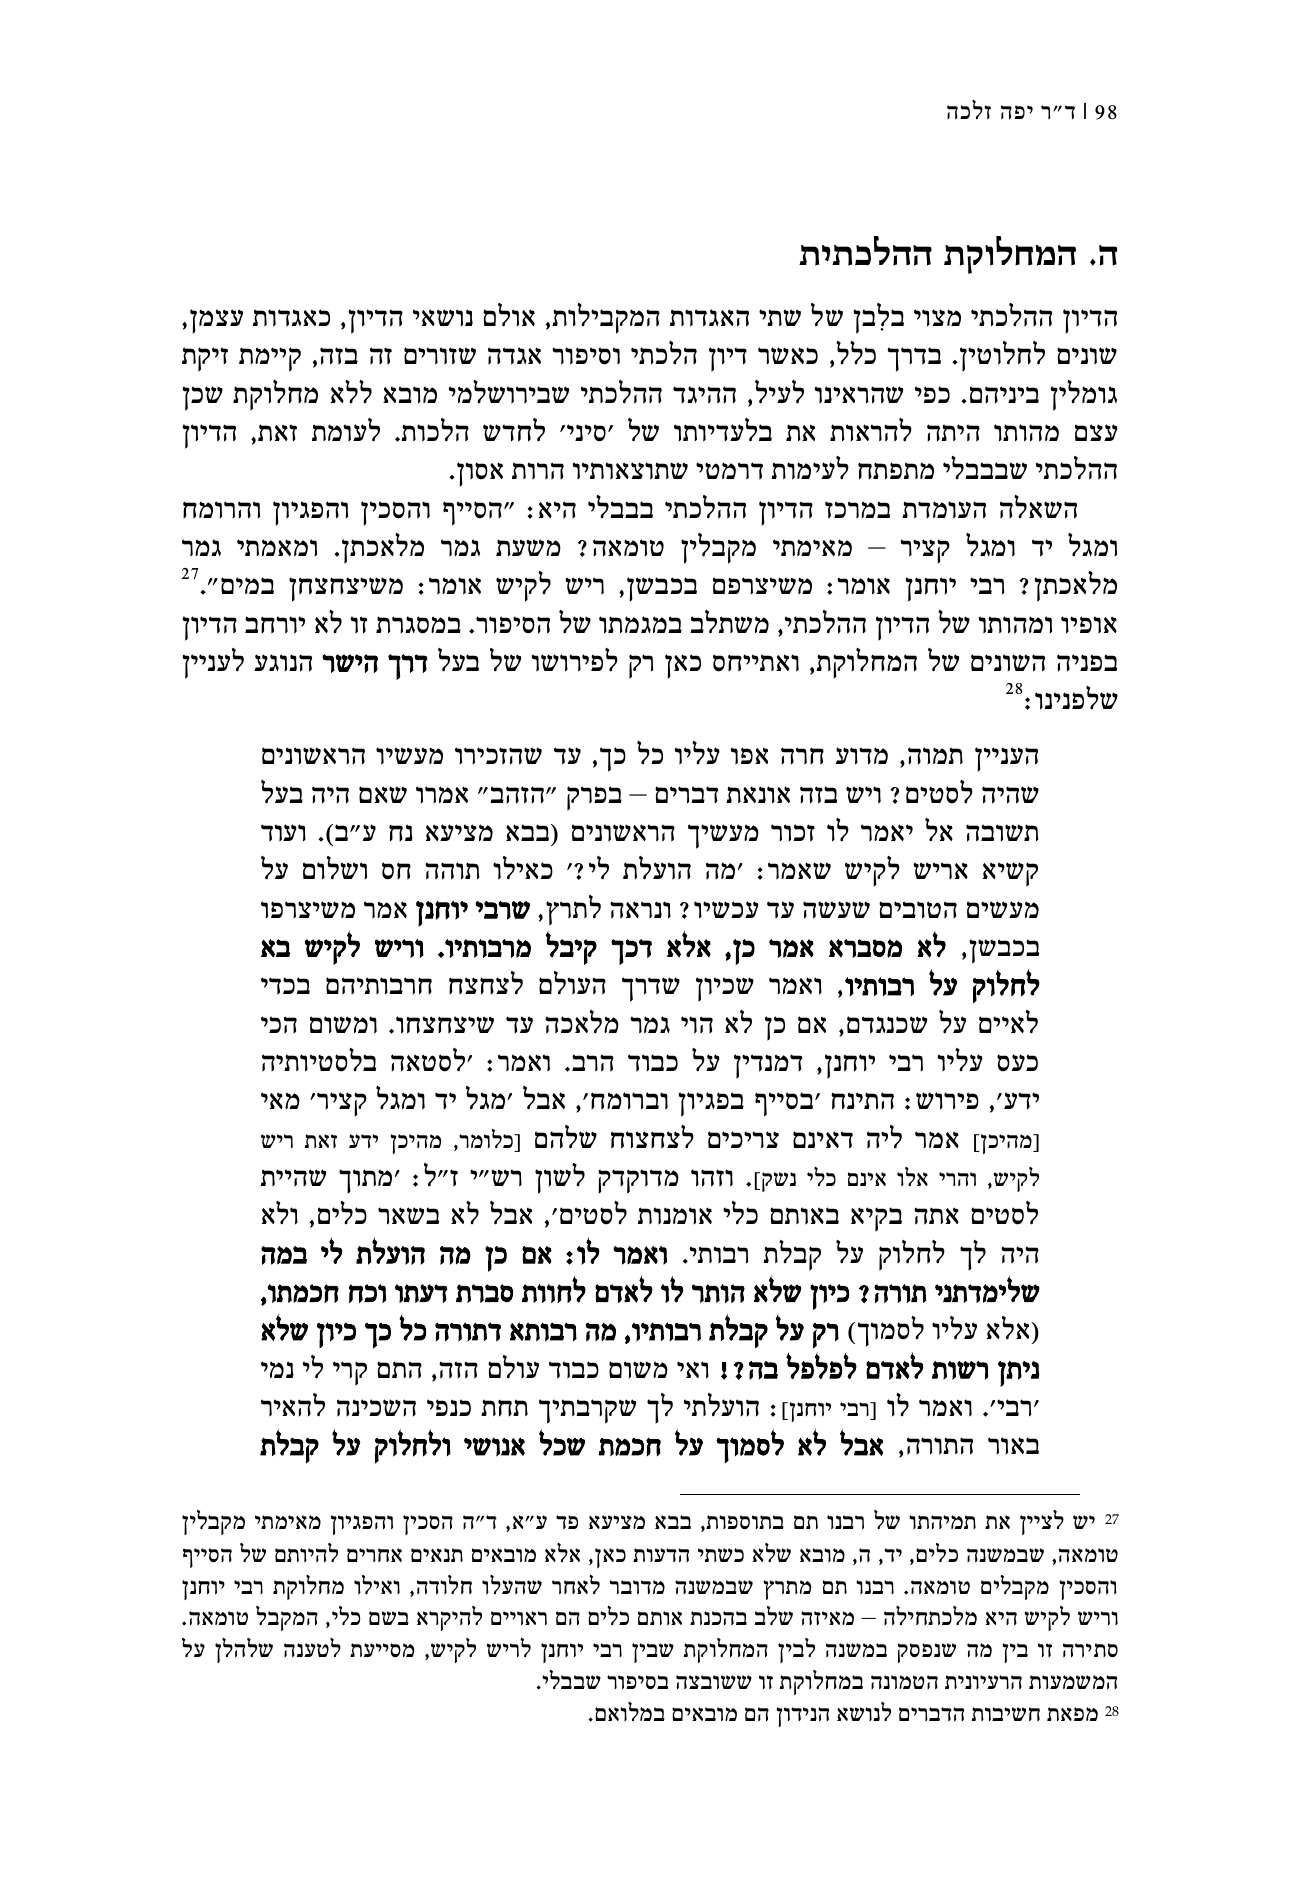 98 | ד״ר יפה זלכה
ה. המחלוקת ההלכתית
הדיון ההלכתי מצוי בלִבן של שתי האגדות המקבילות, אולם נושאי הדיון, כאגדות עצמן,
שונים לחלוטין. בדרך כלל, כאשר דיון הלכתי וסיפור אגדה שזורים זה בזה, קיימת זיקת
גומלין ביניהם. כפי שהראינו לעיל, ההיגד ההלכתי שבירושלמי מובא ללא מחלוקת שכן
עצם מהותו היתה להראות את בלעדיותו של ׳סיני׳ לחדש הלכות. לעומת זאת, הדיון
ההלכתי שבבבלי מתפתח לעימות דרמטי שתוצאותיו הרות אסון.
השאלה העומדת במרכז הדיון ההלכתי בבבלי היא: ״הסייף והסכין והפגיון והרומח
ומגל יד ומגל קציר – מאימתי מקבלין טומאה? משעת גמר מלאכתן. ומאמתי גמר
מלאכתן? רבי יוחנן אומר: משיצרפם בכבשן, ריש לקיש אומר: משיצחצחן במים״.27
אופיו ומהותו של הדיון ההלכתי, משתלב במגמתו של הסיפור. במסגרת זו לא יורחב הדיון
בפניה השונים של המחלוקת, ואתייחס כאן רק לפירושו של בעל דרך הישר הנוגע לעניין
שלפנינו:28
העניין תמוה, מדוע חרה אפו עליו כל כך, עד שהזכירו מעשיו הראשונים
שהיה לסטים? ויש בזה אונאת דברים – בפרק ״הזהב״ אמרו שאם היה בעל
תשובה אל יאמר לו זכור מעשיך הראשונים (בבא מציעא נח ע״ב). ועוד
קשיא אריש לקיש שאמר: ׳מה הועלת לי?׳ כאילו תוהה חס ושלום על
מעשים הטובים שעשה עד עכשיו? ונראה לתרץ, שרבי יוחנן אמר משיצרפו
בכבשן, לא מסברא אמר כן, אלא דכך קיבל מרבותיו. וריש לקיש בא
לחלוק על רבותיו, ואמר שכיון שדרך העולם לצחצח חרבותיהם בכדי
לאיים על שכנגדם, אם כן לא הוי גמר מלאכה עד שיצחצחו. ומשום הכי
כעס עליו רבי יוחנן, דמנדין על כבוד הרב. ואמר: ׳לסטאה בלסטיותיה
ידע׳, פירוש: התינח ׳בסייף בפגיון וברומח׳, אבל ׳מגל יד ומגל קציר׳ מאי
[מהיכן] אמר ליה דאינם צריכים לצחצוח שלהם [כלומר, מהיכן ידע זאת ריש
לקיש, והרי אלו אינם כלי נשק]. וזהו מדוקדק לשון רש״י ז״ל: ׳מתוך שהיית
לסטים אתה בקיא באותם כלי אומנות לסטים׳, אבל לא בשאר כלים, ולא
היה לך לחלוק על קבלת רבותי. ואמר לו: אם כן מה הועלת לי במה
שלימדתני תורה? כיון שלא הותר לו לאדם לחוות סברת דעתו וכח חכמתו,
(אלא עליו לסמוך) רק על קבלת רבותיו, מה רבותא דתורה כל כך כיון שלא
ניתן רשות לאדם לפלפל בה?! ואי משום כבוד עולם הזה, התם קרי לי נמי
׳רבי׳. ואמר לו [רבי יוחנן]: הועלתי לך שקרבתיך תחת כנפי השכינה להאיר
באור התורה, אבל לא לסמוך על חכמת שכל אנושי ולחלוק על קבלת
27 יש לציין את תמיהתו של רבנו תם בתוספות, בבא מציעא פד ע״א, ד״ה הסכין והפגיון מאימתי מקבלין
טומאה, שבמשנה כלים, יד, ה, מובא שלא כשתי הדעות כאן, אלא מובאים תנאים אחרים להיותם של הסייף
והסכין מקבלים טומאה. רבנו תם מתרץ שבמשנה מדובר לאחר שהעלו חלודה, ואילו מחלוקת רבי יוחנן
וריש לקיש היא מלכתחילה – מאיזה שלב בהכנת אותם כלים הם ראויים להיקרא בשם כלי, המקבל טומאה.
סתירה זו בין מה שנפסק במשנה לבין המחלוקת שבין רבי יוחנן לריש לקיש, מסייעת לטענה שלהלן על
המשמעות הרעיונית הטמונה במחלוקת זו ששובצה בסיפור שבבלי.
28 מפאת חשיבות הדברים לנושא הנידון הם מובאים במלואם.